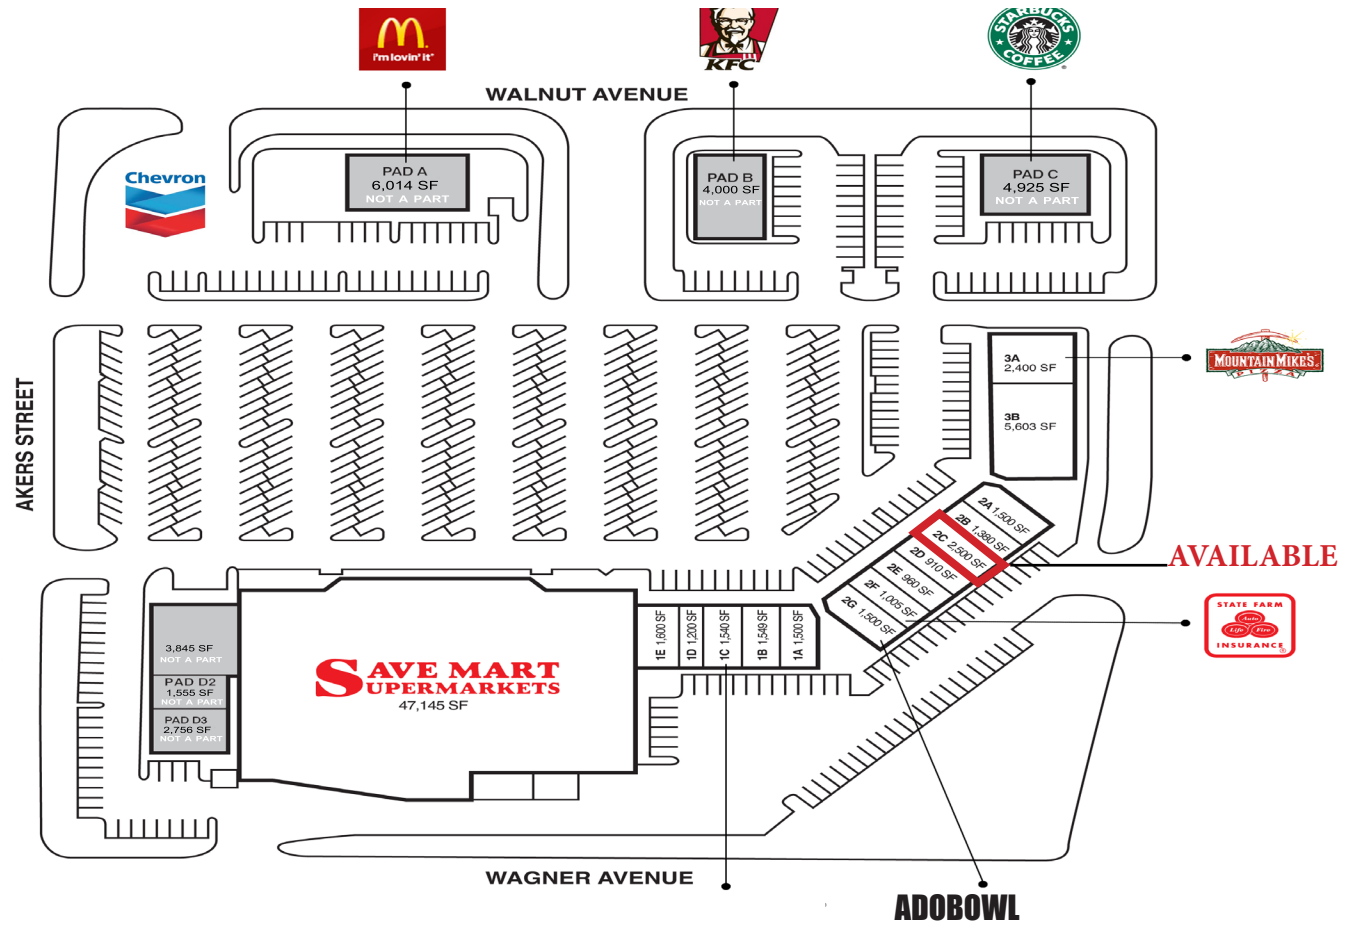 M
i'm lovin' it
KFC
STARBUCKS
COFFEE
WALNUT AVENUE
Chevron
PAD A
6,014 SF
NOT A PART
PAD B
4,000 SF
NOT A PART
PAD C
4,925 SF
NOT A PART
AKERS STREET
3A
2,400 SF
MOUNTAIN MIKE'S
PIZZA
3B
5,603 SF
2A 1,500 SF
2B 1,380 SF
2C 2,500 SF
2D 910 SF
2E 960 SF
2F 1,005 SF
2G 1,500 SF
AVAILABLE
STATE FARM
Auto
Life Fire
INSURANCE
3,845 SF
NOT A PART
PAD D2
1,555 SF
NOT A PART
PAD D3
2,756 SF
NOT A PART
SAVE MART
SUPERMARKETS
47,145 SF
1E 1,600 SF
1D 1,200 SF
1C 1,540 SF
1B 1,549 SF
1A 1,500 SF
WAGNER AVENUE
ADOBOWL